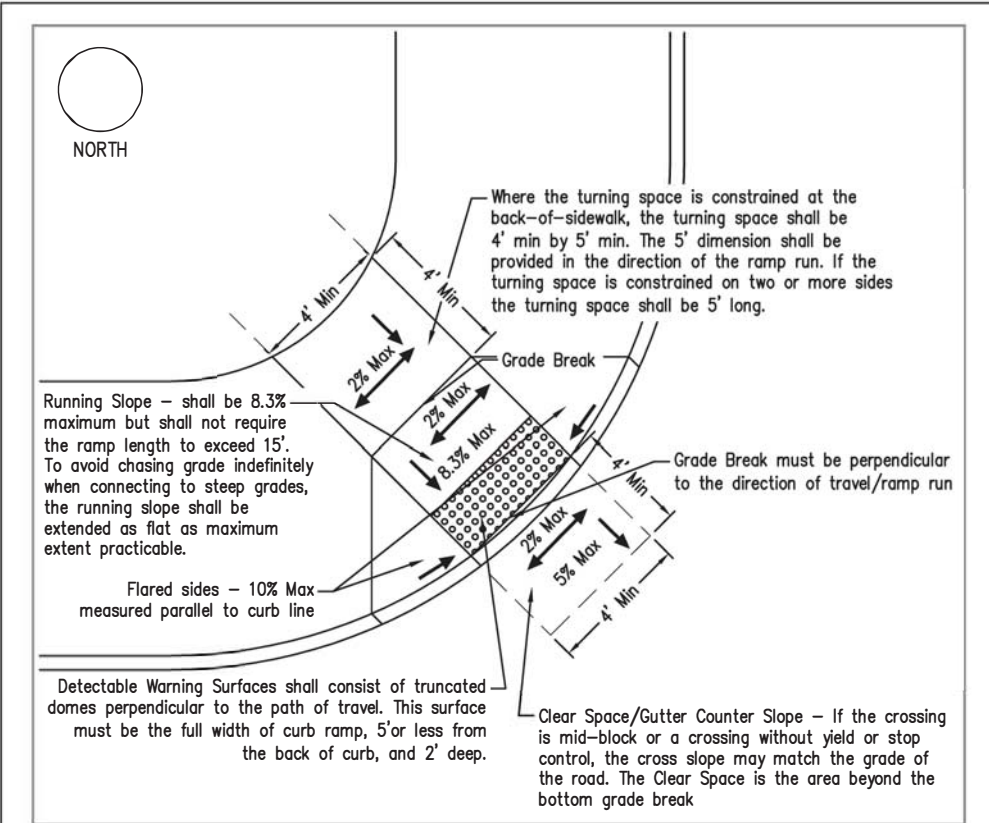 NORTH
Where the turning space is constrained at the
back-of-sidewalk, the turning space shall be
4' min by 5' min. The 5' dimension shall be
provided in the direction of the ramp run. If the
turning space is constrained on two or more sides
the turning space shall be 5' long.
4' Min
4' Min
2% Max
Grade Break
2% Max
8.3% Max
Running Slope – shall be 8.3%
maximum but shall not require
the ramp length to exceed 15'.
To avoid chasing grade indefinitely
when connecting to steep grades,
the running slope shall be
extended as flat as maximum
extent practicable.
Grade Break must be perpendicular
to the direction of travel/ramp run
4' Min
2% Max
5% Max
4' Min
Flared sides – 10% Max
measured parallel to curb line
Detectable Warning Surfaces shall consist of truncated
domes perpendicular to the path of travel. This surface
must be the full width of curb ramp, 5'or less from
the back of curb, and 2' deep.
Clear Space/Gutter Counter Slope – If the crossing
is mid-block or a crossing without yield or stop
control, the cross slope may match the grade of
the road. The Clear Space is the area beyond the
bottom grade break